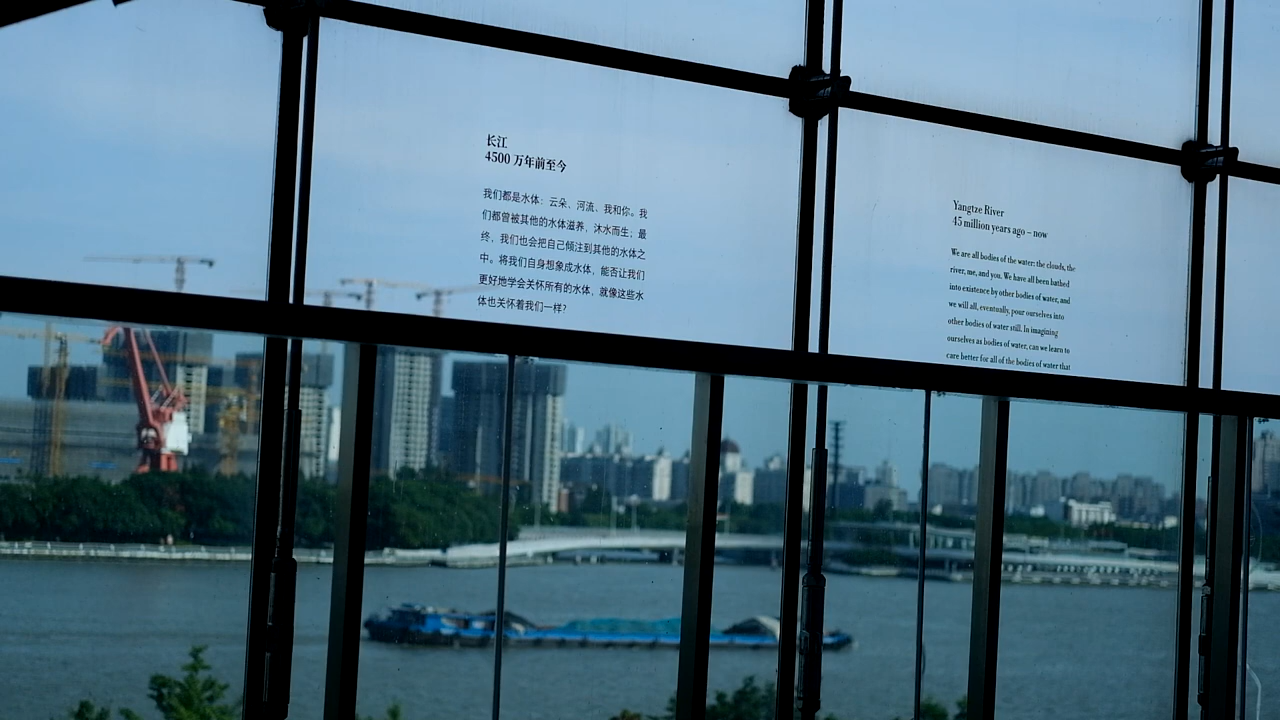 长江
4500 万年前至今
我们都是水体：云朵、河流、我和你。我
们都曾被其他的水体滋养，沐水而生；最
终，我们也会把自己倾注到其他的水体之
中。将我们自身想象成水体，能否让我们
更好地学会关怀所有的水体，就像这些水
体也关怀着我们一样？
Yangtze River
45 million years ago – now
We are all bodies of the water: the clouds, the
river, me, and you. We have all been bathed
into existence by other bodies of water, and
we will all, eventually, pour ourselves into
other bodies of water still. In imagining
ourselves as bodies of water, can we learn to
care better for all of the bodies of water that